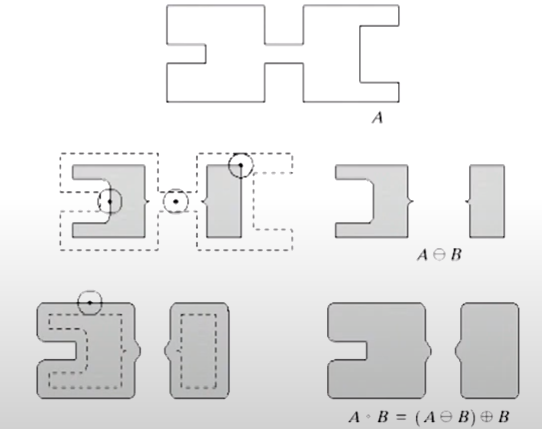 A
A ⊖ B
A ∘ B = (A ⊖ B) ⊕ B